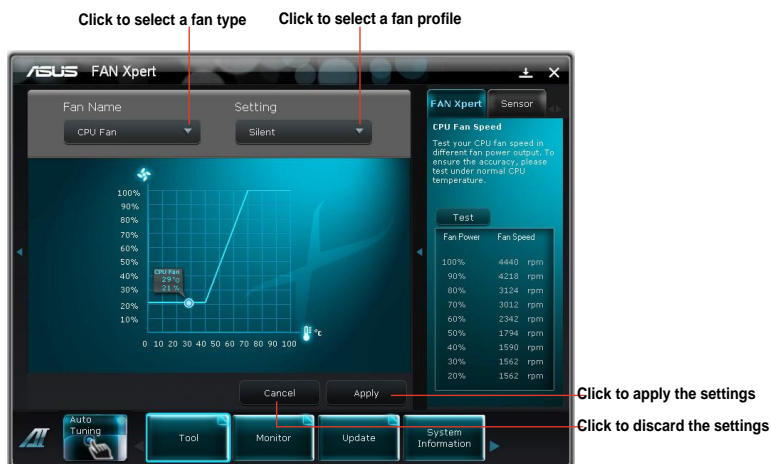 Click to select a fan type
Click to select a fan profile
ASUS FAN Xpert
Fan Name
Setting
CPU Fan
Silent
100%
90%
80%
70%
60%
50%
40%
30%
20%
10%
CPU Fan
29°c
21 %
0 10 20 30 40 50 60 70 80 90 100
°c
Cancel
Apply
FAN Xpert
Sensor
CPU Fan Speed
Test your CPU fan speed in
different fan power output. To
ensure the accuracy, please
test under normal CPU
temperature.
Test
Fan Power Fan Speed
100% 4440 rpm
90% 4218 rpm
80% 3124 rpm
70% 3012 rpm
60% 2342 rpm
50% 1794 rpm
40% 1590 rpm
30% 1562 rpm
20% 1562 rpm
Click to apply the settings
Click to discard the settings
AI
Auto
Tuning
Tool
Monitor
Update
System
Information